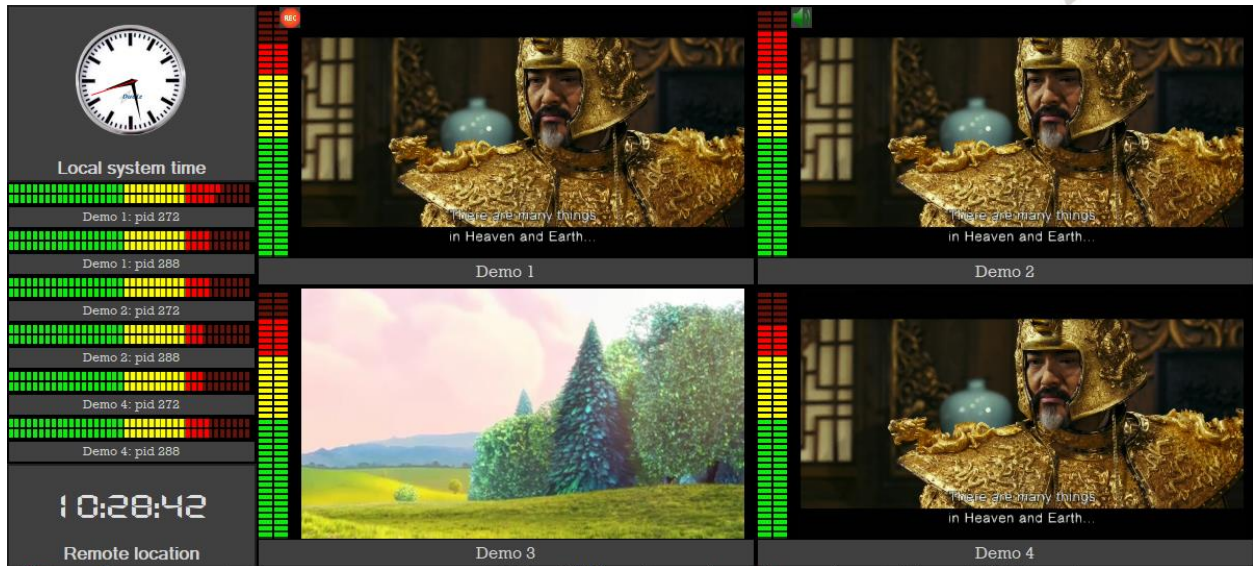 Local system time
Demo 1: pid 272
Demo 1: pid 288
Demo 2: pid 272
Demo 2: pid 288
Demo 4: pid 272
Demo 4: pid 288
10:28:42
Remote location
REC
There are many things
in Heaven and Earth...
Demo 1
There are many things
in Heaven and Earth...
Demo 2
Demo 3
There are many things
in Heaven and Earth...
Demo 4